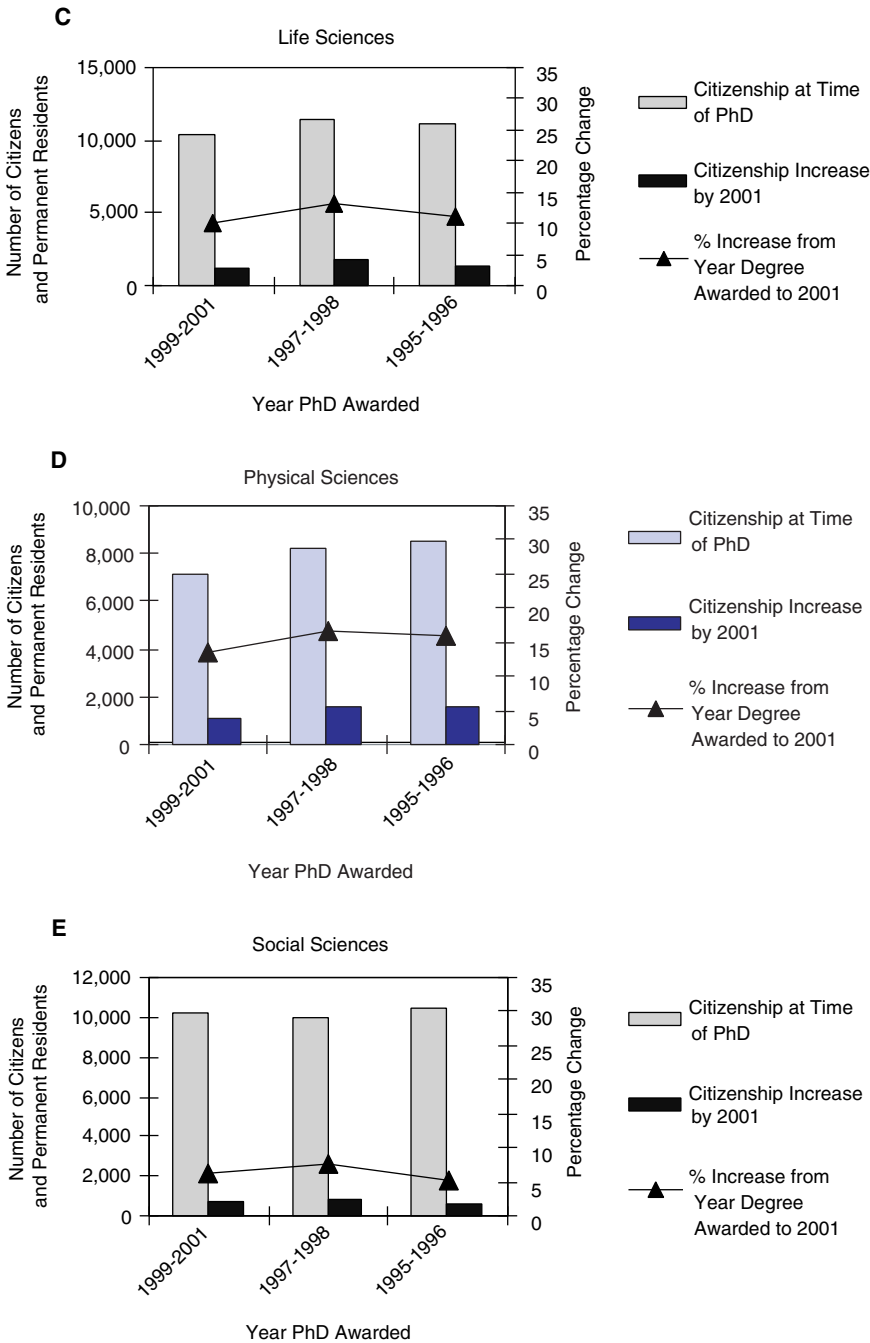 C
Life Sciences
Number of Citizens
and Permanent Residents
15,000
10,000
5,000
0
35
30
25
20
15
10
5
0
Percentage Change
1999-2001
1997-1998
1995-1996
Year PhD Awarded
Citizenship at Time
of PhD
Citizenship Increase
by 2001
% Increase from
Year Degree
Awarded to 2001
D
Physical Sciences
Number of Citizens
and Permanent Residents
10,000
8,000
6,000
4,000
2,000
0
35
30
25
20
15
10
5
0
Percentage Change
1999-2001
1997-1998
1995-1996
Year PhD Awarded
Citizenship at Time
of PhD
Citizenship Increase
by 2001
% Increase from
Year Degree
Awarded to 2001
E
Social Sciences
Number of Citizens
and Permanent Residents
12,000
10,000
8,000
6,000
4,000
2,000
0
35
30
25
20
15
10
5
0
Percentage Change
1999-2001
1997-1998
1995-1996
Year PhD Awarded
Citizenship at Time
of PhD
Citizenship Increase
by 2001
% Increase from
Year Degree
Awarded to 2001